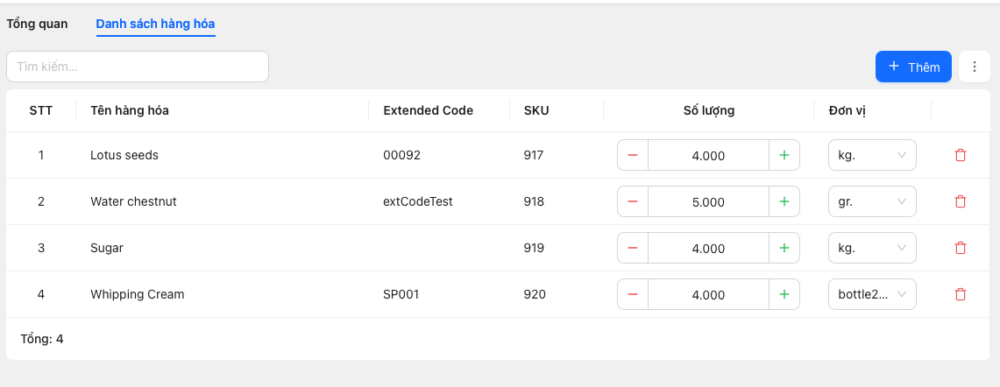 Tổng quan Danh sách hàng hóa
Tìm kiếm...
Thêm
STT Tên hàng hóa Extended Code SKU Số lượng Đơn vị
1 Lotus seeds 00092 917 4.000 kg.
2 Water chestnut extCodeTest 918 5.000 gr.
3 Sugar 919 4.000 kg.
4 Whipping Cream SP001 920 4.000 bottle2...
Tổng: 4